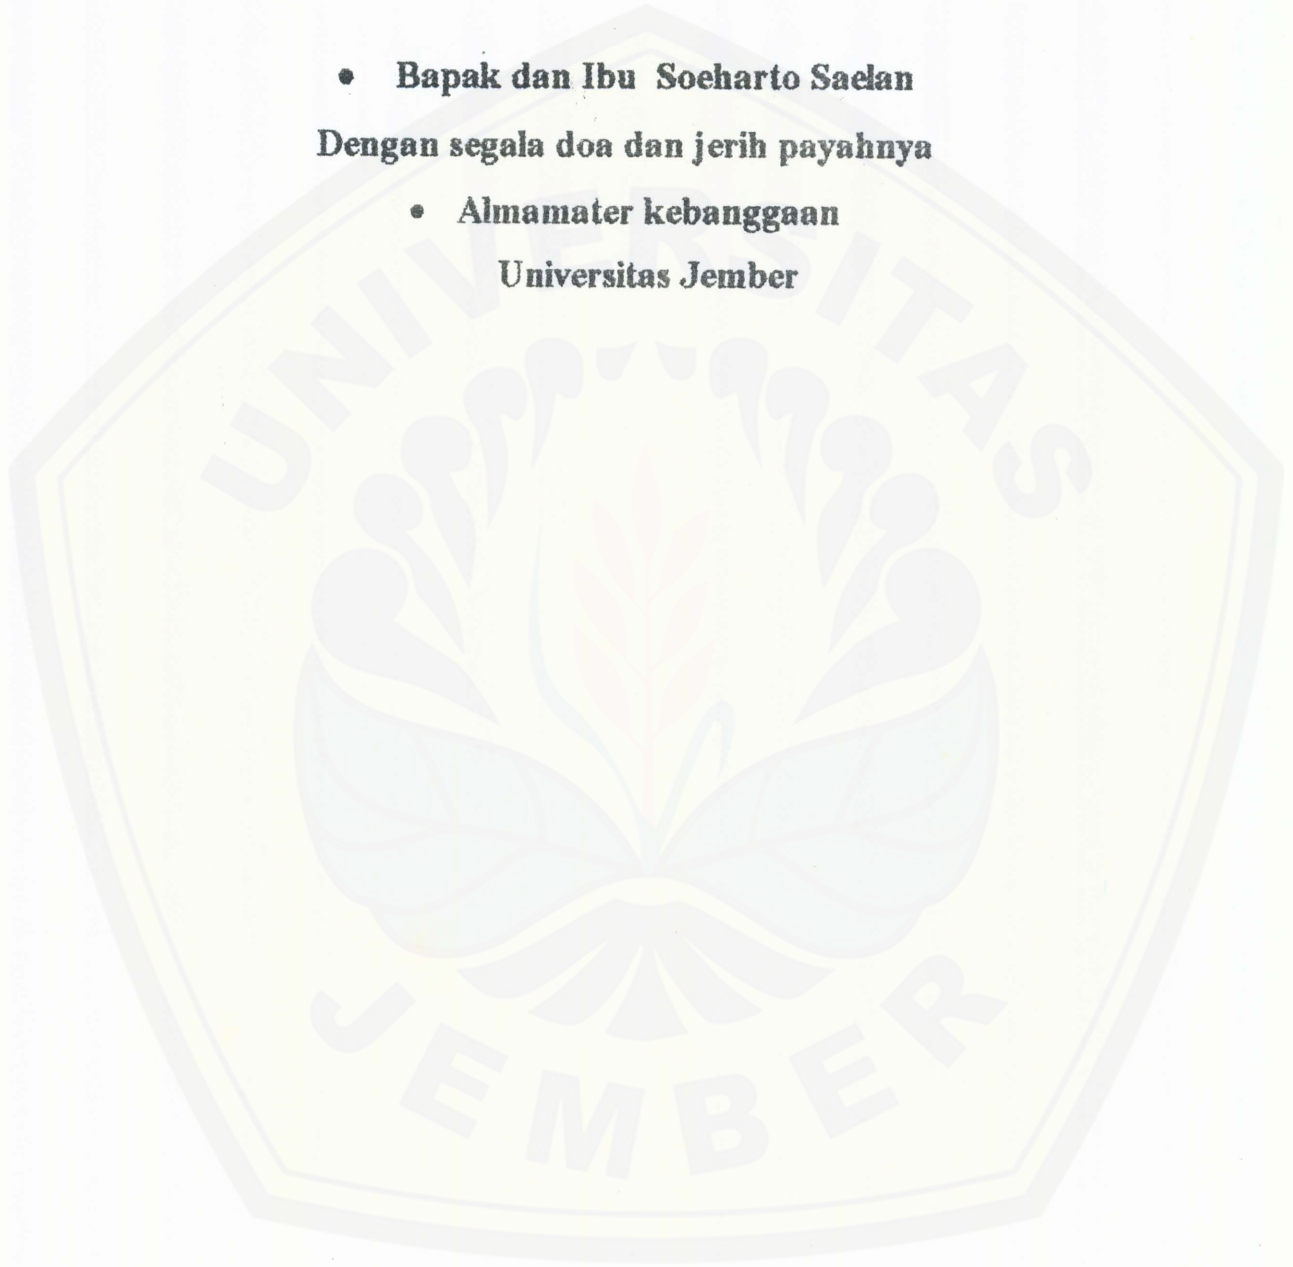 • Bapak dan Ibu Soeharto Saelan
Dengan segala doa dan jerih payahnya
• Almamater kebanggaan
Universitas Jember
UNIVERSITAS
JEMBER